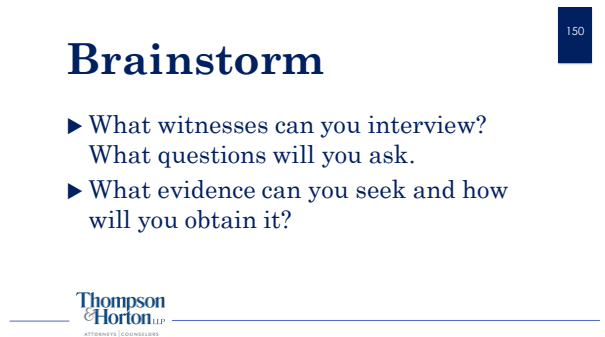 150
Brainstorm
▶ What witnesses can you interview?
What questions will you ask.
▶ What evidence can you seek and how
will you obtain it?
Thompson
&Horton LLP
ATTORNEYS | COUNSELORS